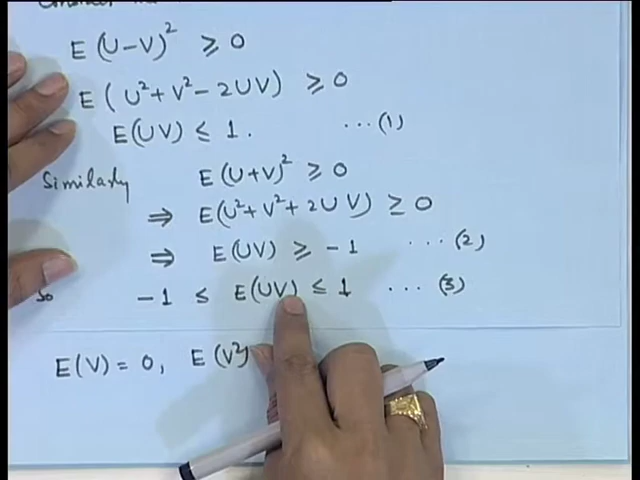 E(U-V)² ≥ 0
E(U²+V²-2UV) ≥ 0
E(UV) ≤ 1. ...(1)
Similarly E(U+V)² ≥ 0
⇒ E(U²+V²+2UV) ≥ 0
⇒ E(UV) ≥ -1 ...(2)
So -1 ≤ E(UV) ≤ 1 ...(3)
E(V) = 0, E(V²)